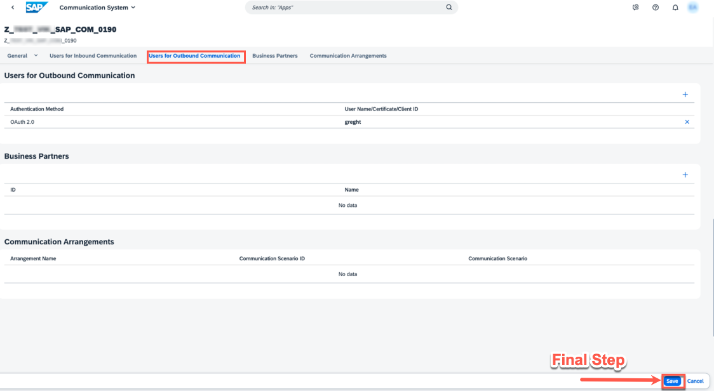 SAP Communication System Search In: "Apps"
Z_ _SAP_COM_0190
Z_ _0190
General Users for Inbound Communication Users for Outbound Communication Business Partners Communication Arrangements
Users for Outbound Communication
+
Authentication Method User Name/Certificate/Client ID
OAuth 2.0 greght
Business Partners
+
ID Name
No data
Communication Arrangements
Arrangement Name Communication Scenario ID Communication Scenario
No data
Final Step
Save Cancel